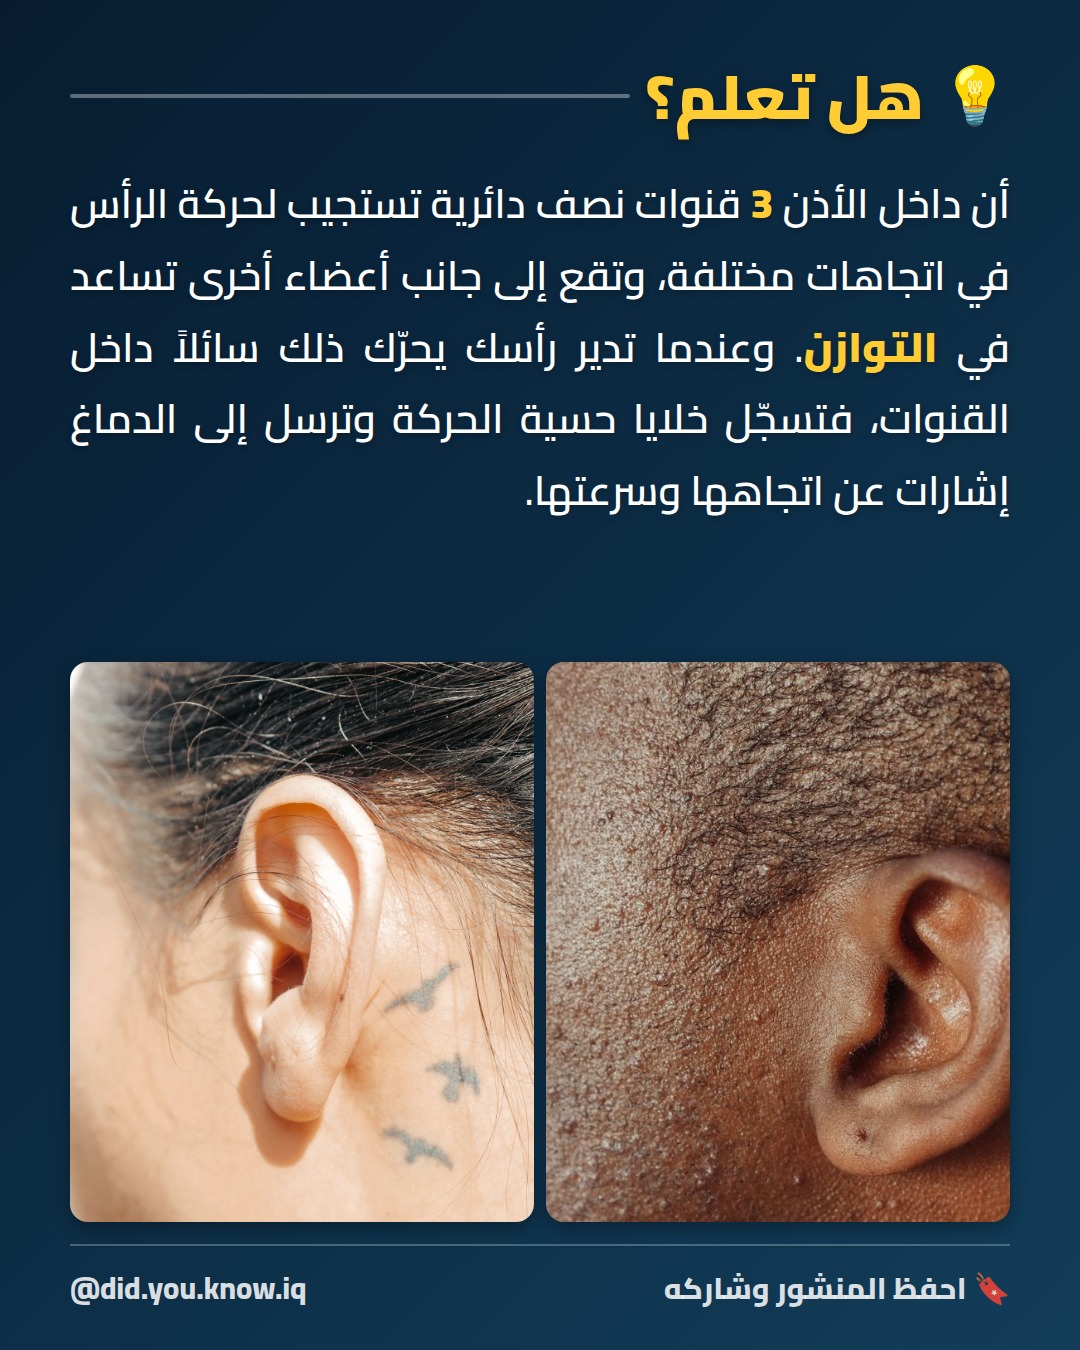 💡 هل تعلم؟
أن داخل الأذن 3 قنوات نصف دائرية تستجيب لحركة الرأس
في اتجاهات مختلفة، وتقع إلى جانب أعضاء أخرى تساعد
في التوازن. وعندما تدير رأسك يحرّك ذلك سائلاً داخل
القنوات، فتسجّل خلايا حسية الحركة وترسل إلى الدماغ
إشارات عن اتجاهها وسرعتها.
🔖 احفظ المنشور وشاركه
@did.you.know.iq